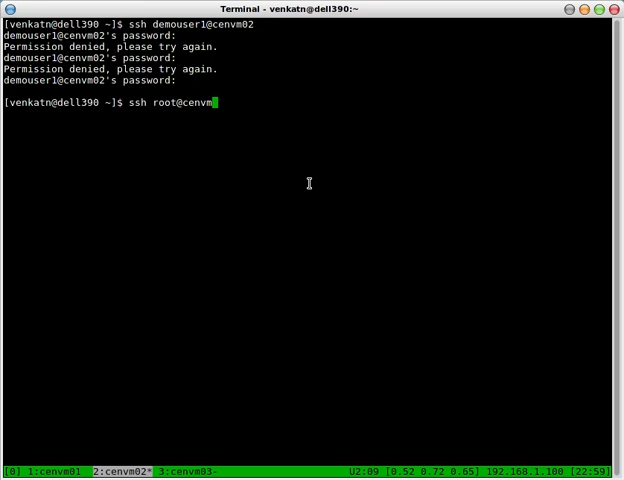 Terminal - venkatn@dell390:~
[venkatn@dell390 ~]$ ssh demouser1@cenvm02
demouser1@cenvm02's password:
Permission denied, please try again.
demouser1@cenvm02's password:
Permission denied, please try again.
demouser1@cenvm02's password:
[venkatn@dell390 ~]$ ssh root@cenvm
[0] 1:cenvm01  2:cenvm02* 3:cenvm03-  U2:09 [0.52 0.72 0.65] 192.168.1.100 [22:59]